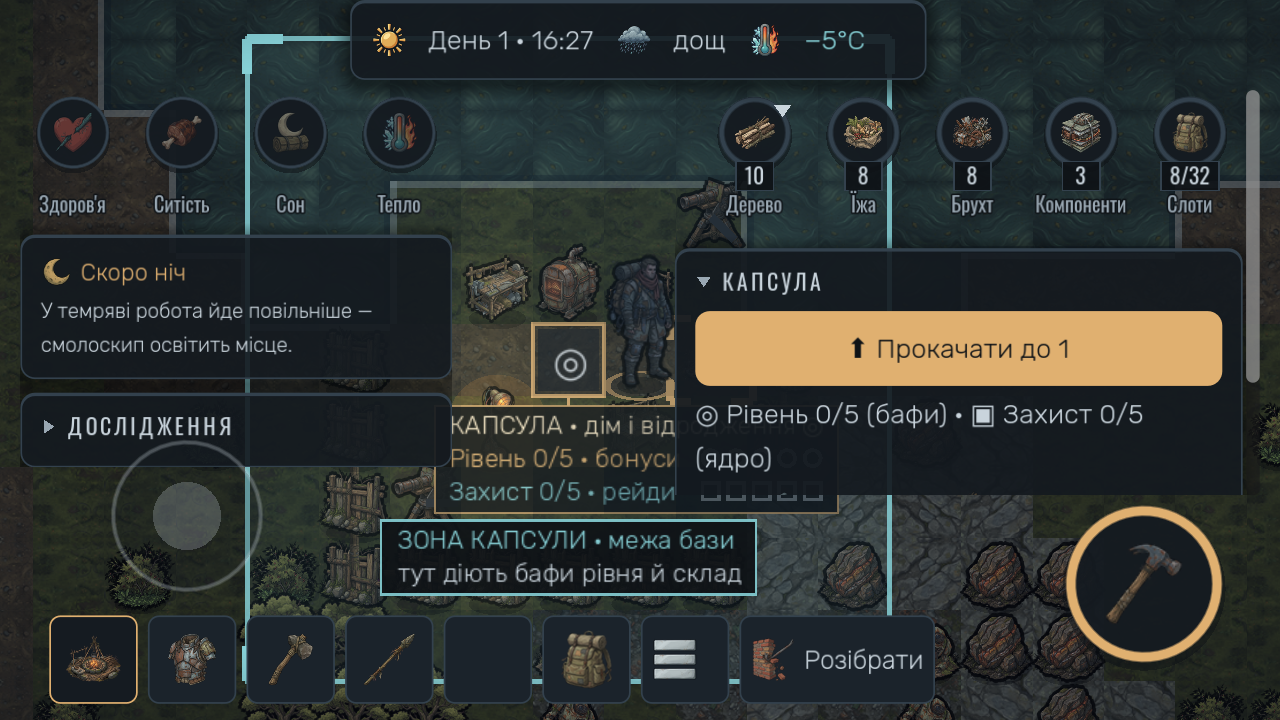 День 1 • 16:27 дощ −5°C
10 8 8 3 8/32
Здоров'я Ситість Сон Тепло Дерево Їжа Брухт Компоненти Слоти
Скоро ніч
У темряві робота йде повільніше —
смолоскип освітить місце.
ДОСЛІДЖЕННЯ
КАПСУЛА
Прокачати до 1
Рівень 0/5 (бафи) • Захист 0/5
(ядро)
КАПСУЛА • дім і від
Рівень 0/5 • бонуси
Захист 0/5 • рейди
ЗОНА КАПСУЛИ • межа бази
тут діють бафи рівня й склад
Розібрати